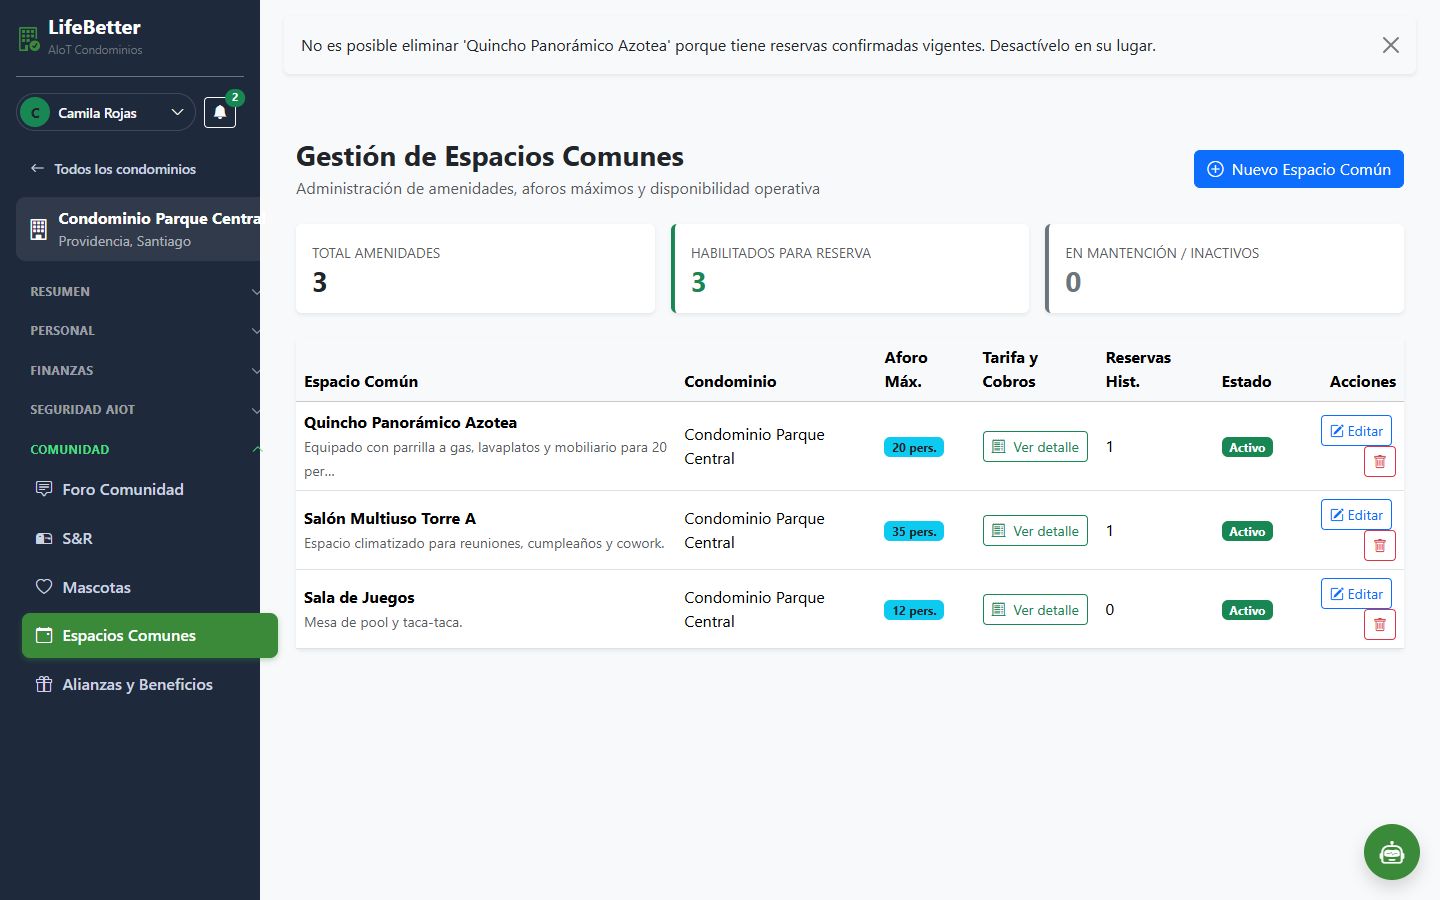 LifeBetter
AIoT Condominios
C
Camila Rojas
2
Todos los condominios
Condominio Parque Centra
Providencia, Santiago
RESUMEN
PERSONAL
FINANZAS
SEGURIDAD AIOT
COMUNIDAD
Foro Comunidad
S&R
Mascotas
Espacios Comunes
Alianzas y Beneficios
No es posible eliminar 'Quincho Panorámico Azotea' porque tiene reservas confirmadas vigentes. Desactívelo en su lugar.
Gestión de Espacios Comunes
Administración de amenidades, aforos máximos y disponibilidad operativa
Nuevo Espacio Común
TOTAL AMENIDADES
3
HABILITADOS PARA RESERVA
3
EN MANTENCIÓN / INACTIVOS
0
Espacio Común
Condominio
Aforo
Máx.
Tarifa y
Cobros
Reservas
Hist.
Estado
Acciones
Quincho Panorámico Azotea
Equipado con parrilla a gas, lavaplatos y mobiliario para 20
per...
Condominio Parque
Central
20 pers.
Ver detalle
1
Activo
Editar
Salón Multiuso Torre A
Espacio climatizado para reuniones, cumpleaños y cowork.
Condominio Parque
Central
35 pers.
Ver detalle
1
Activo
Editar
Sala de Juegos
Mesa de pool y taca-taca.
Condominio Parque
Central
12 pers.
Ver detalle
0
Activo
Editar